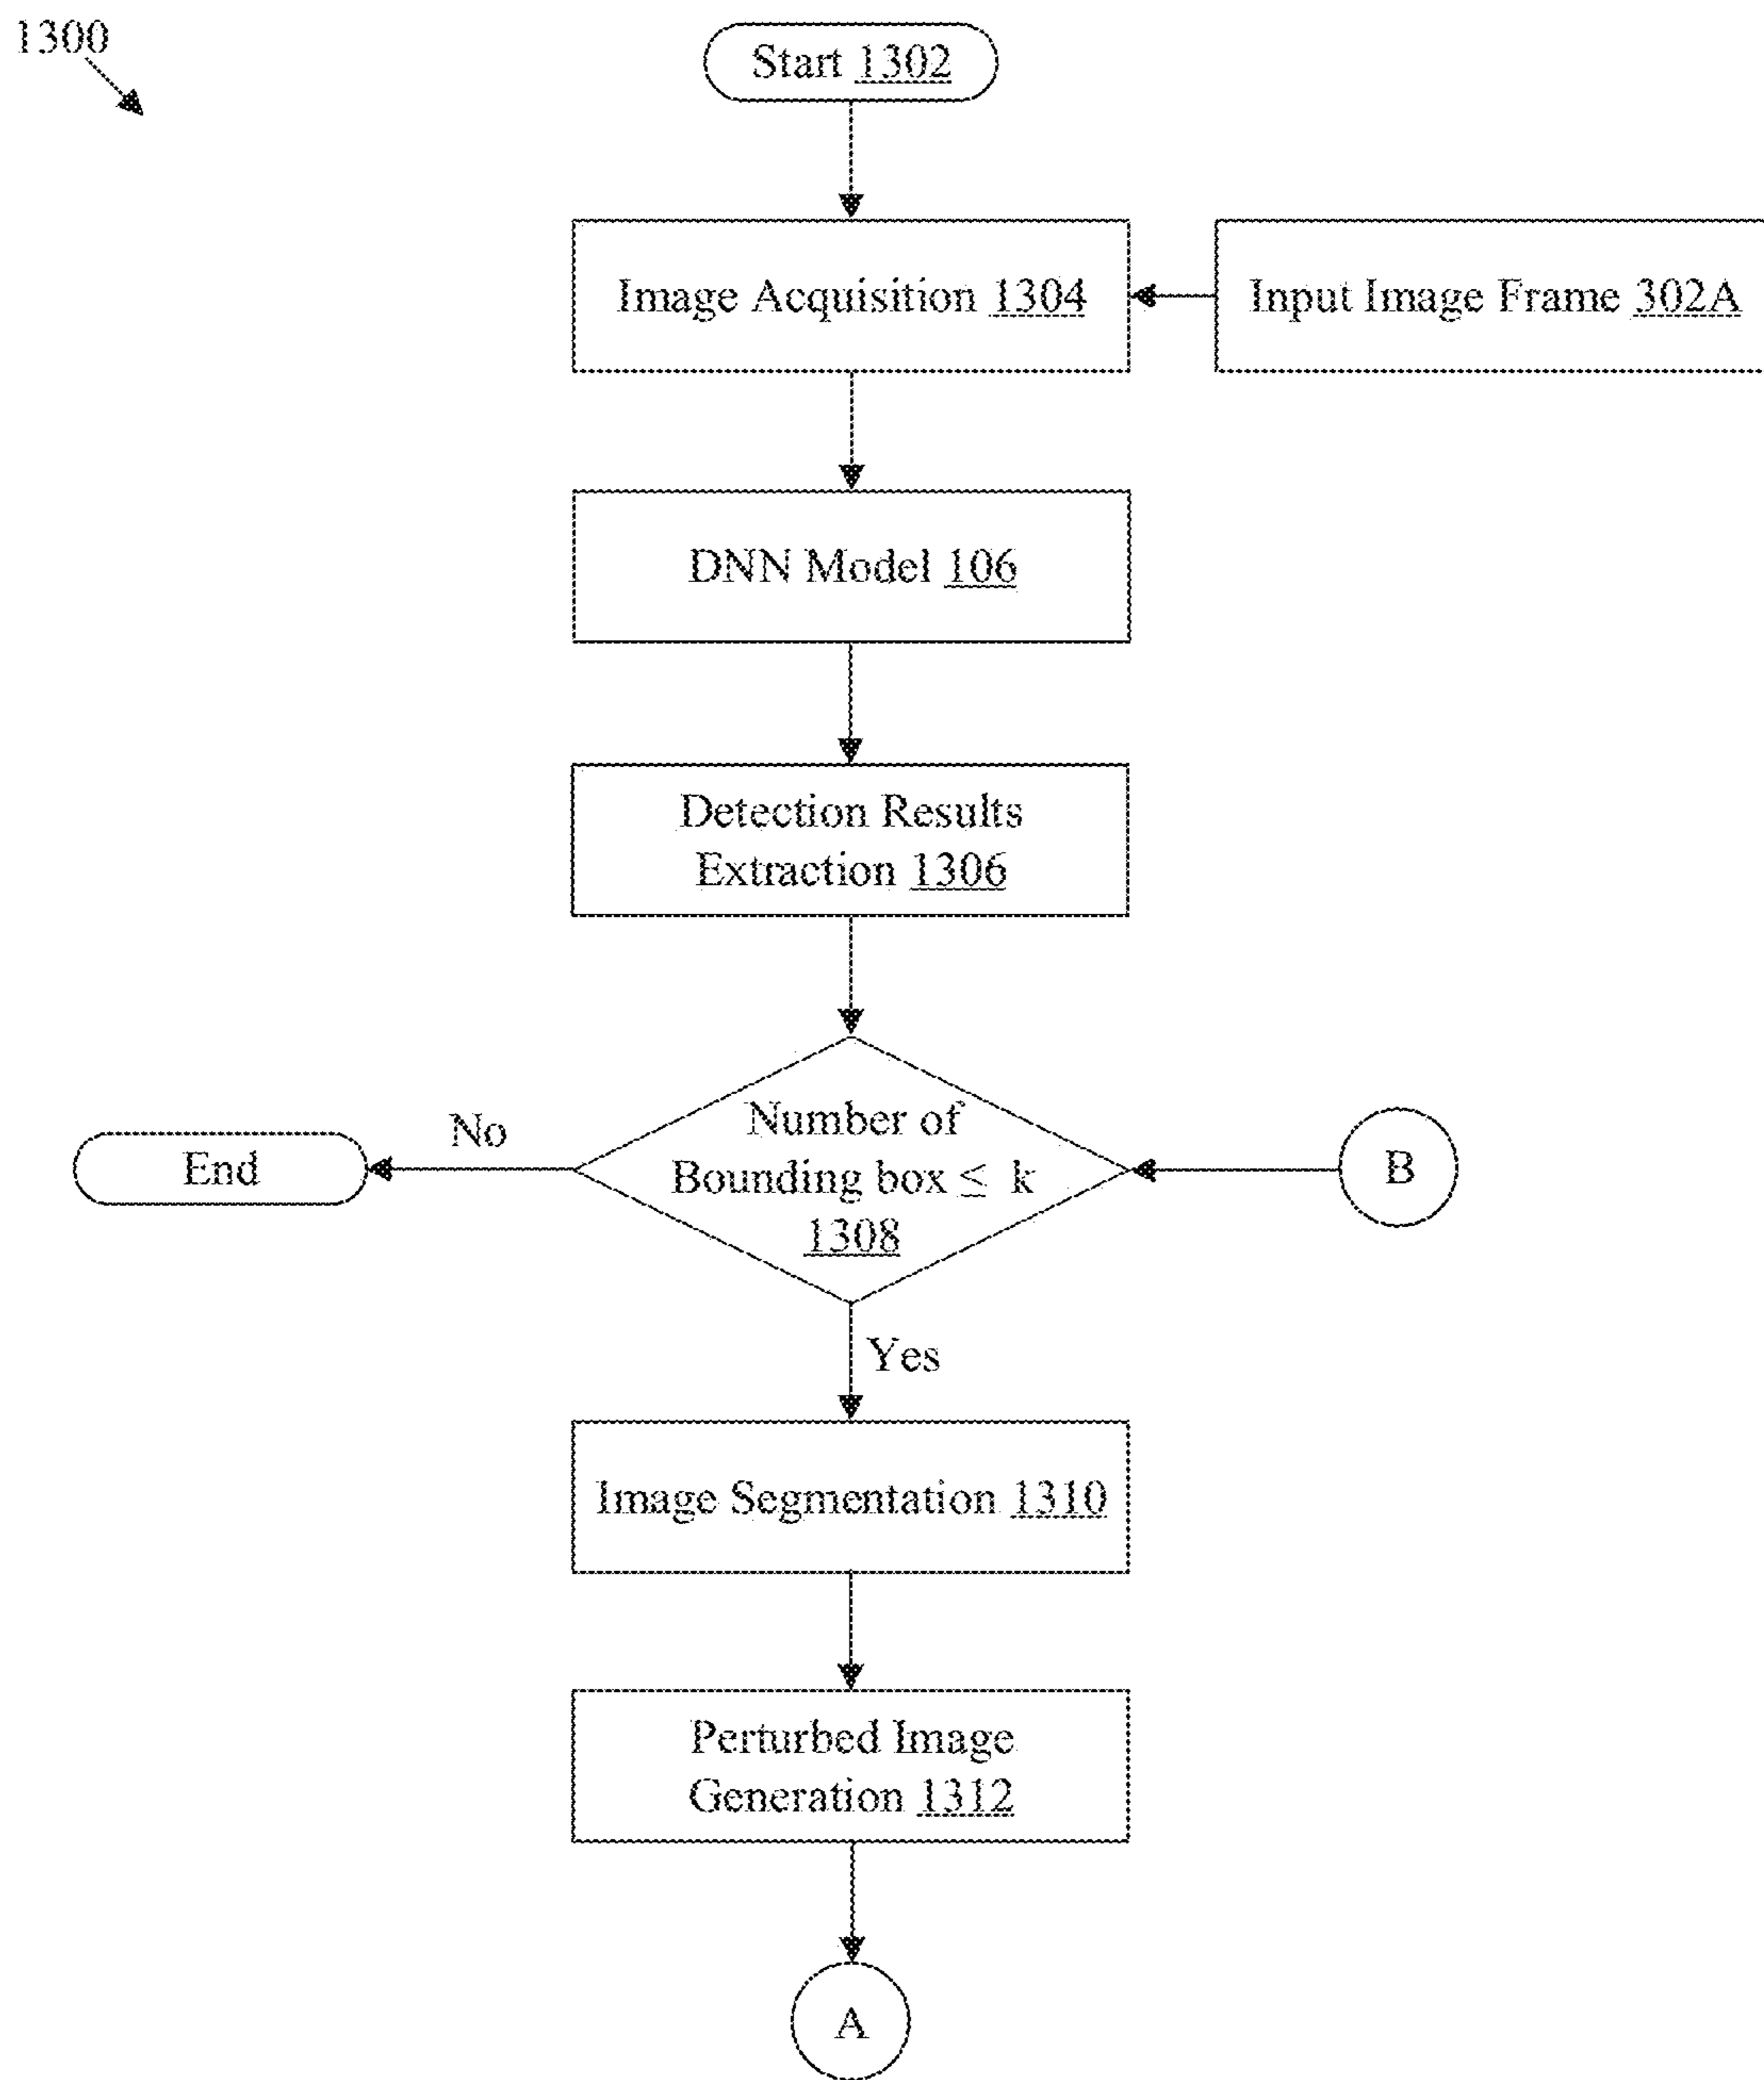 1300
Start 1302
Image Acquisition 1304
Input Image Frame 302A
DNN Model 106
Detection Results
Extraction 1306
Number of
Bounding box ≤ k
1308
No
End
B
Yes
Image Segmentation 1310
Perturbed Image
Generation 1312
A